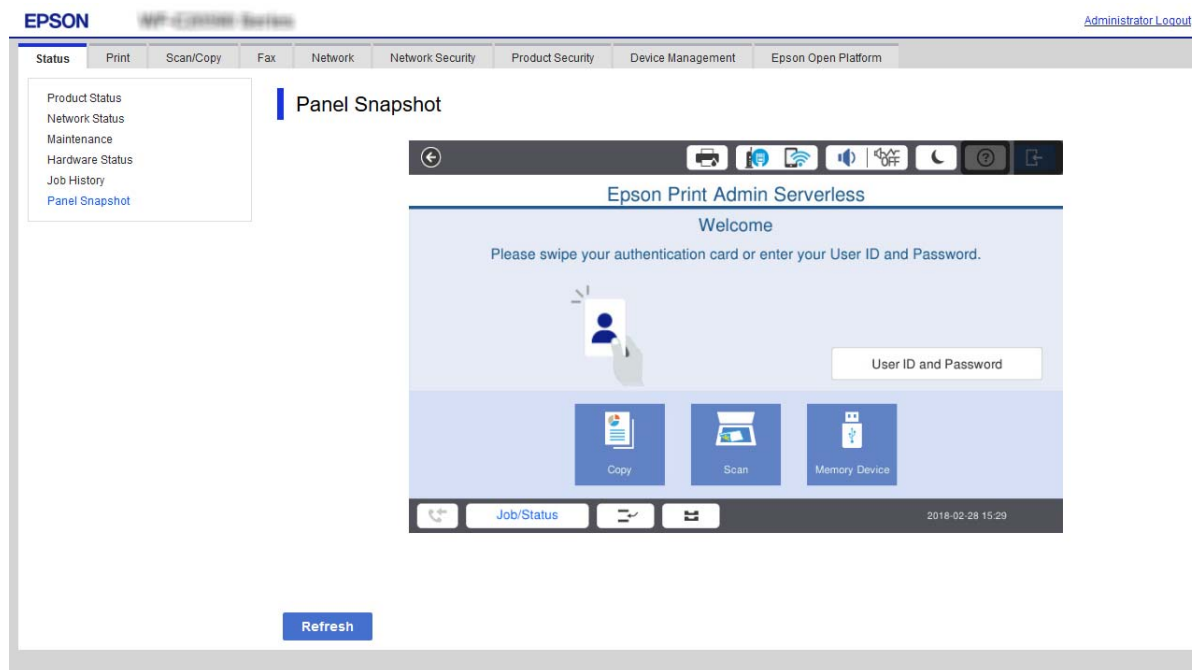 EPSON
Administrator Logout
Status Print Scan/Copy Fax Network Network Security Product Security Device Management Epson Open Platform
Product Status
Network Status
Maintenance
Hardware Status
Job History
Panel Snapshot
Panel Snapshot
OFF
Epson Print Admin Serverless
Welcome
Please swipe your authentication card or enter your User ID and Password.
User ID and Password
Copy Scan Memory Device
Job/Status
2018-02-28 15:29
Refresh